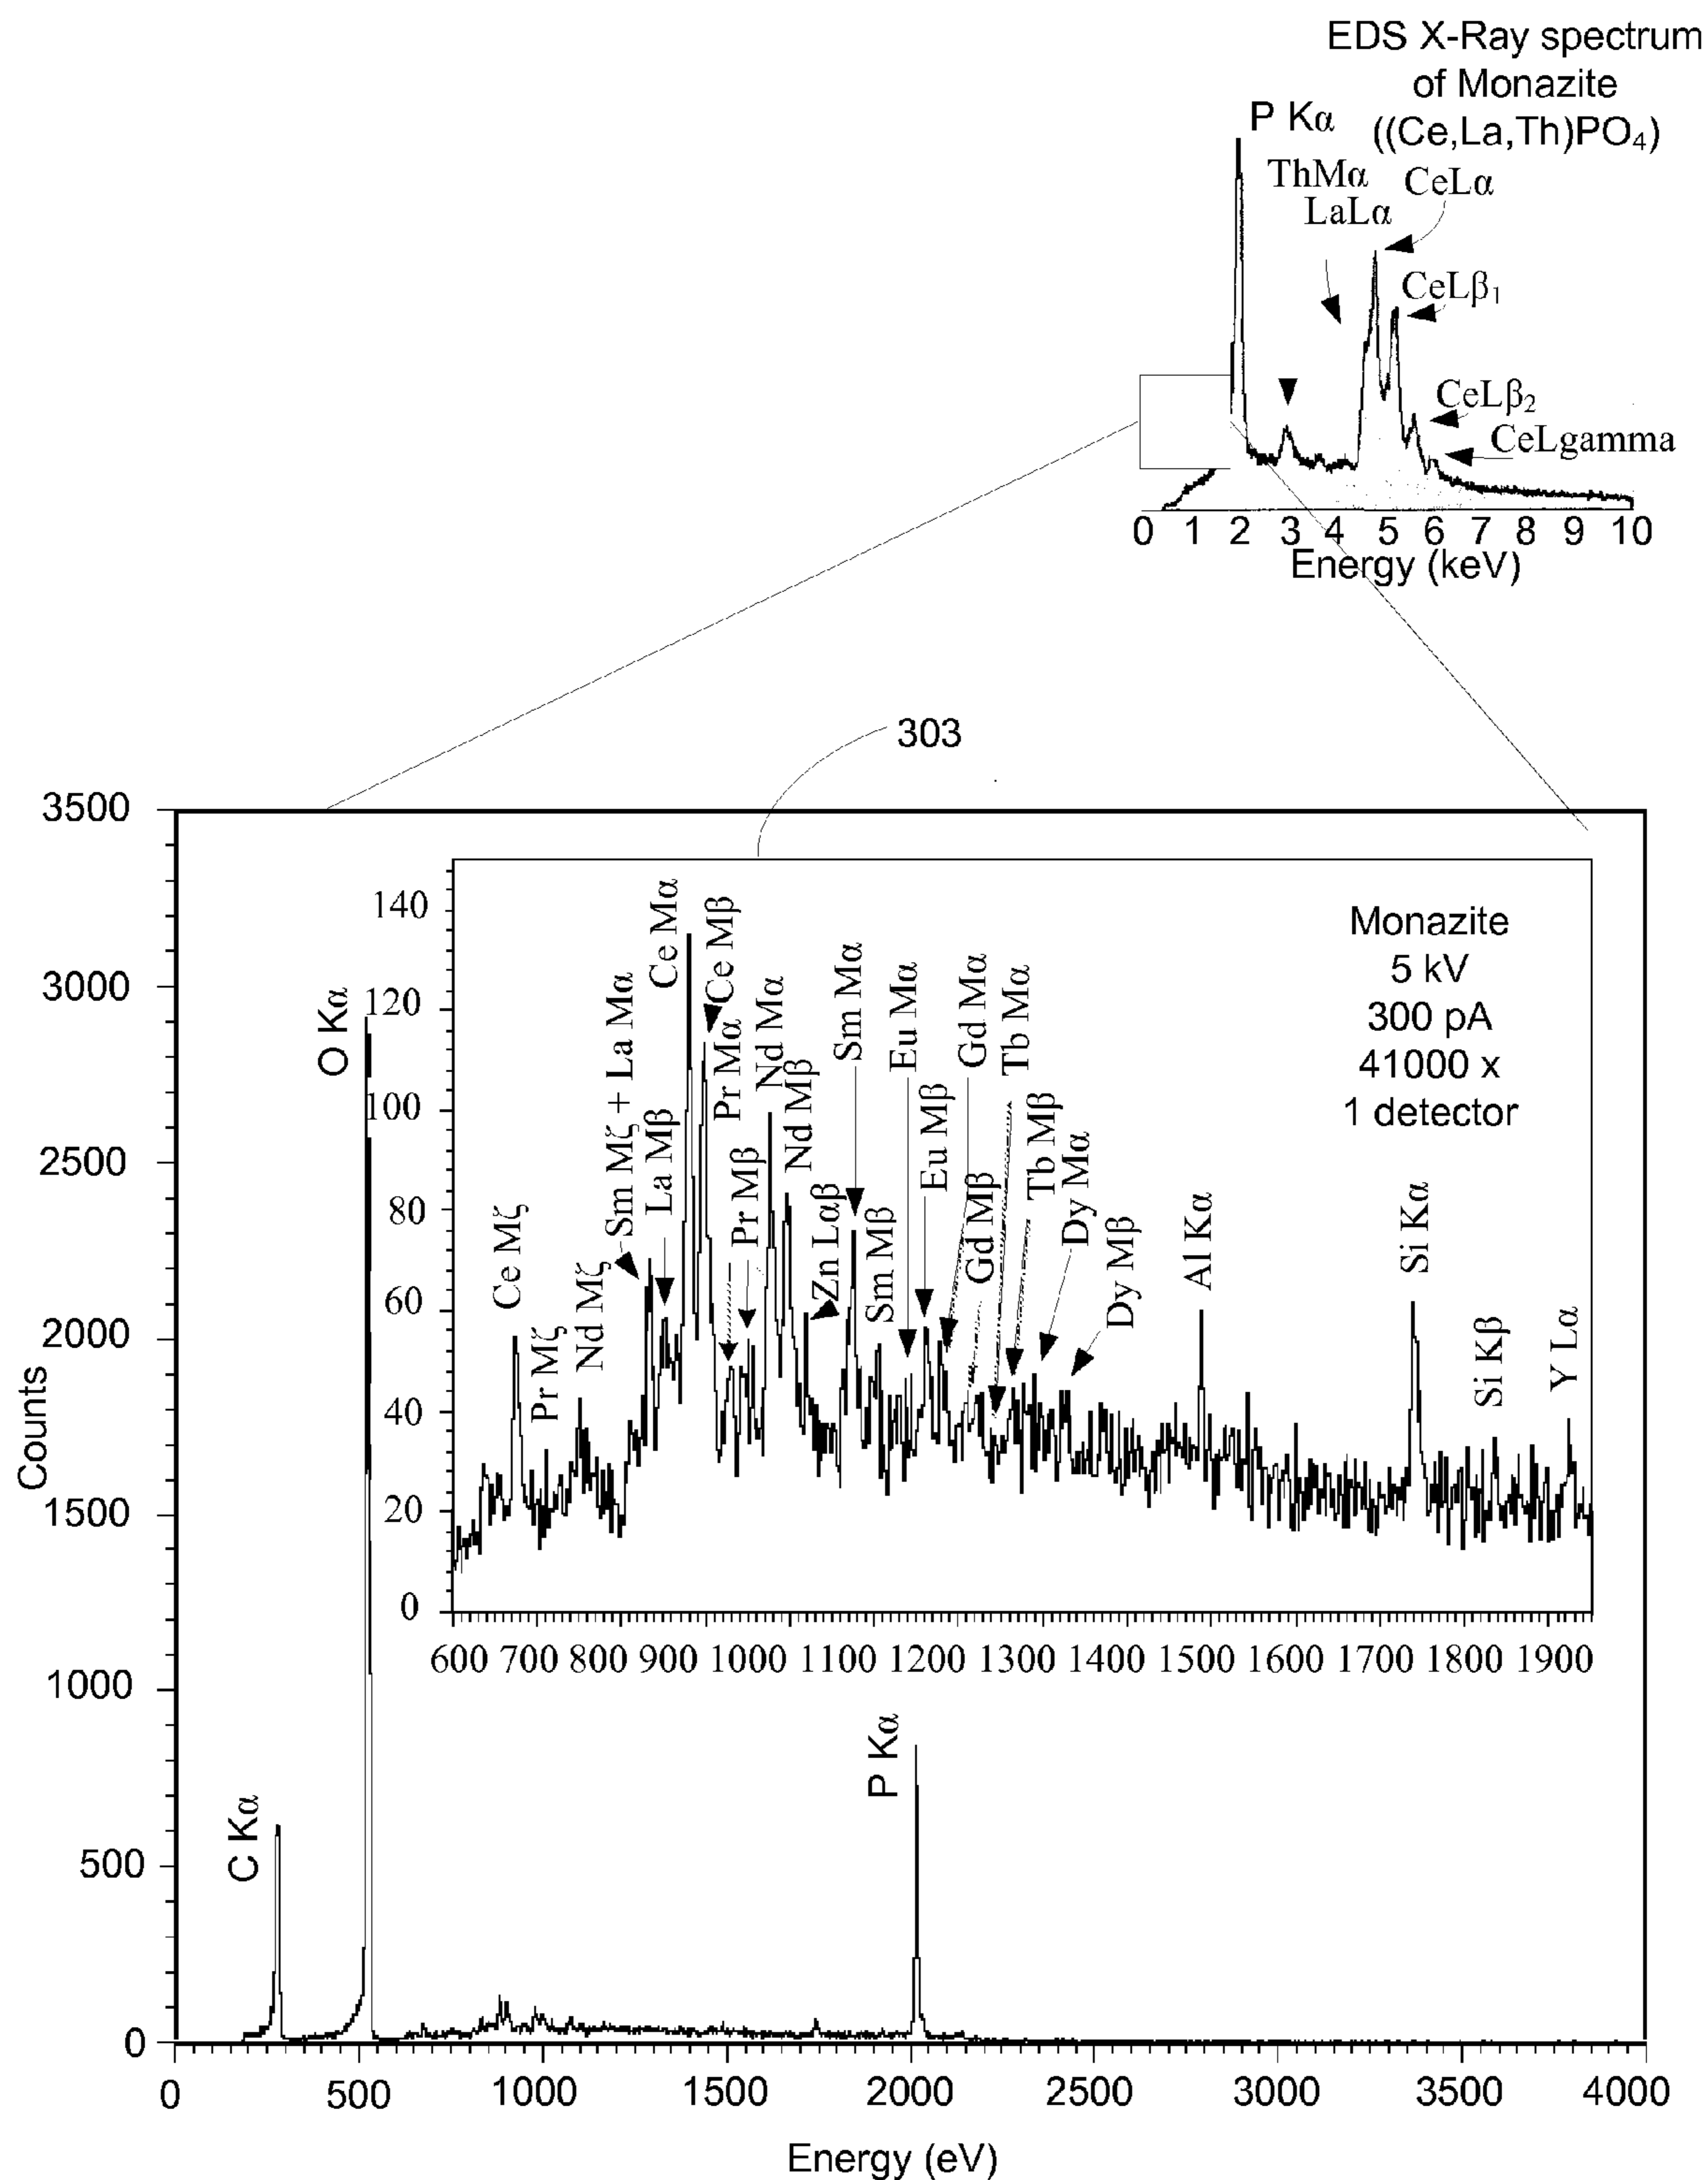 EDS X-Ray spectrum
of Monazite
((Ce,La,Th)PO₄)
P Kα
ThMα
LaLα
CeLα
CeLβ₁
CeLβ₂
CeLgamma
0 1 2 3 4 5 6 7 8 9 10
Energy (keV)
303
3500
3000
2500
2000
1500
1000
500
0
Counts
C Kα
O Kα
P Kα
140
120
100
80
60
40
20
0
Ce Mζ
Pr Mζ
Nd Mζ
Sm Mζ + La Mα
La Mβ
Ce Mα
Ce Mβ
Pr Mα
Pr Mβ
Nd Mα
Nd Mβ
Zn Lαβ
Sm Mα
Sm Mβ
Eu Mα
Eu Mβ
Gd Mα
Gd Mβ
Tb Mα
Tb Mβ
Dy Mα
Dy Mβ
Al Kα
Si Kα
Si Kβ
Y Lα
Monazite
5 kV
300 pA
41000 x
1 detector
600 700 800 900 1000 1100 1200 1300 1400 1500 1600 1700 1800 1900
0 500 1000 1500 2000 2500 3000 3500 4000
Energy (eV)